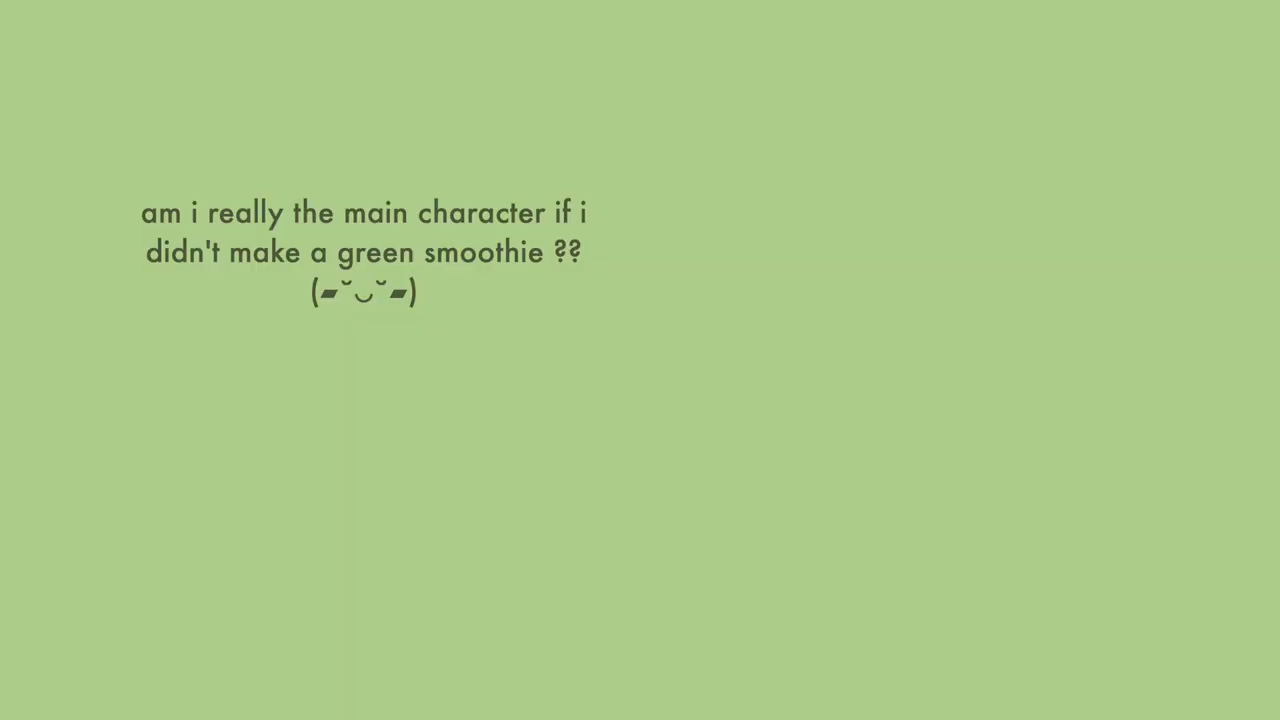 am i really the main character if i
didn't make a green smoothie ??
(▰˘◡˘▰)